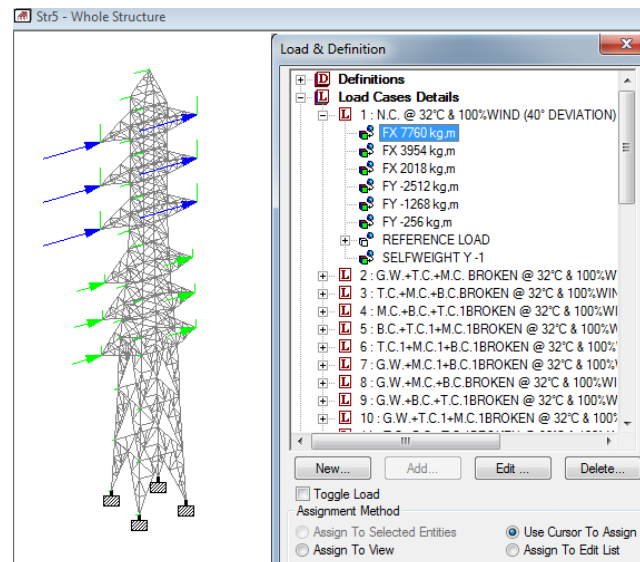 Str5 - Whole Structure
Load & Definition
Definitions
Load Cases Details
1 : N.C. @ 32°C & 100%WIND (40° DEVIATION)
FX 7760 kg,m
FX 3954 kg,m
FX 2018 kg,m
FY -2512 kg,m
FY -1268 kg,m
FY -256 kg,m
REFERENCE LOAD
SELFWEIGHT Y -1
2 : G.W.+T.C.+M.C. BROKEN @ 32°C & 100%WI
3 : T.C.+M.C.+B.C.BROKEN @ 32°C & 100%WIN
4 : M.C.+B.C.+T.C.1BROKEN @ 32°C & 100%WI
5 : B.C.+T.C.1+M.C.1BROKEN @ 32°C & 100%W
6 : T.C.1+M.C.1+B.C.1BROKEN @ 32°C & 100%
7 : G.W.+M.C.1+B.C.1BROKEN @ 32°C & 100%
8 : G.W.+M.C.+B.C.BROKEN @ 32°C & 100%WI
9 : G.W.+B.C.+T.C.1BROKEN @ 32°C & 100%W
10 : G.W.+T.C.1+M.C.1BROKEN @ 32°C & 100%
New...
Add...
Edit ...
Delete...
Toggle Load
Assignment Method
Assign To Selected Entities
Use Cursor To Assign
Assign To View
Assign To Edit List